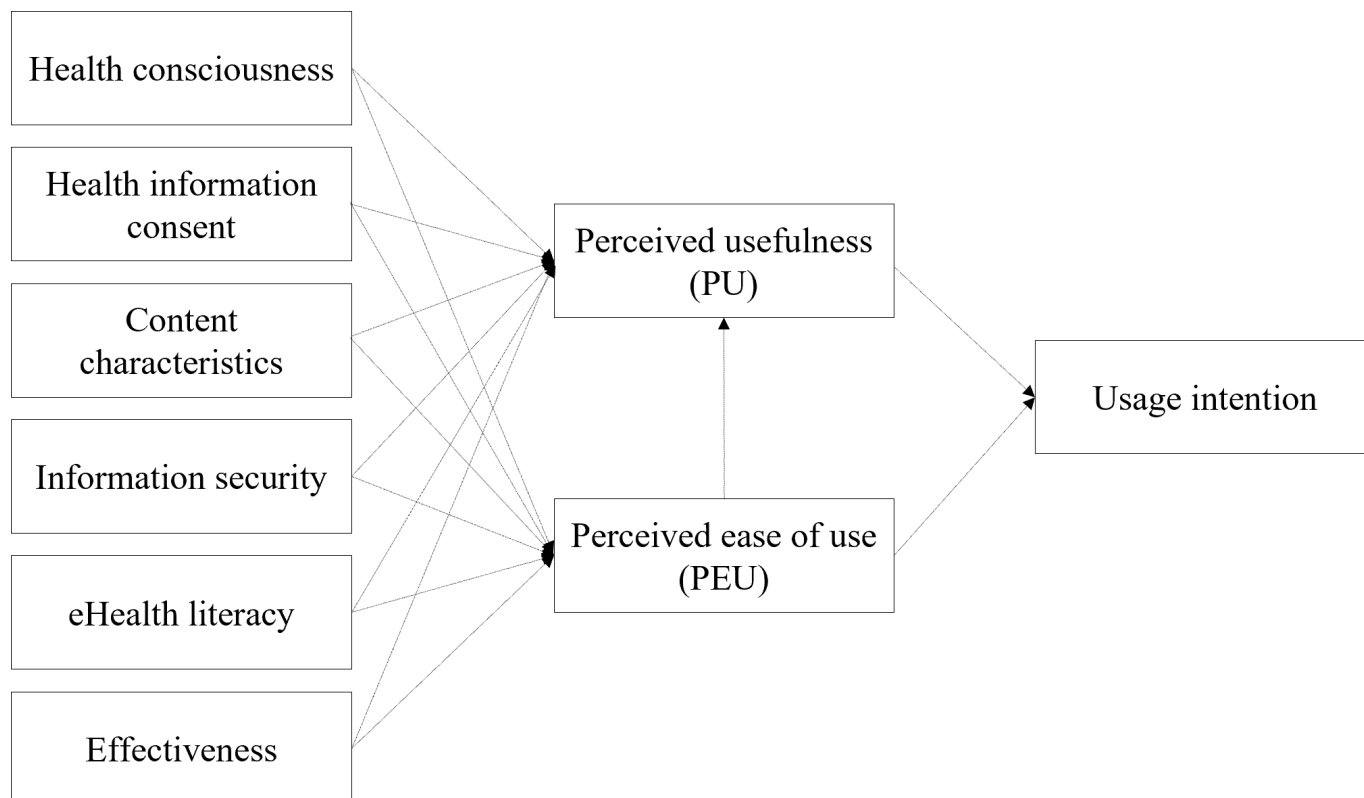 Health consciousness
Health information
consent
Content
characteristics
Information security
eHealth literacy
Effectiveness
Perceived usefulness
(PU)
Perceived ease of use
(PEU)
Usage intention